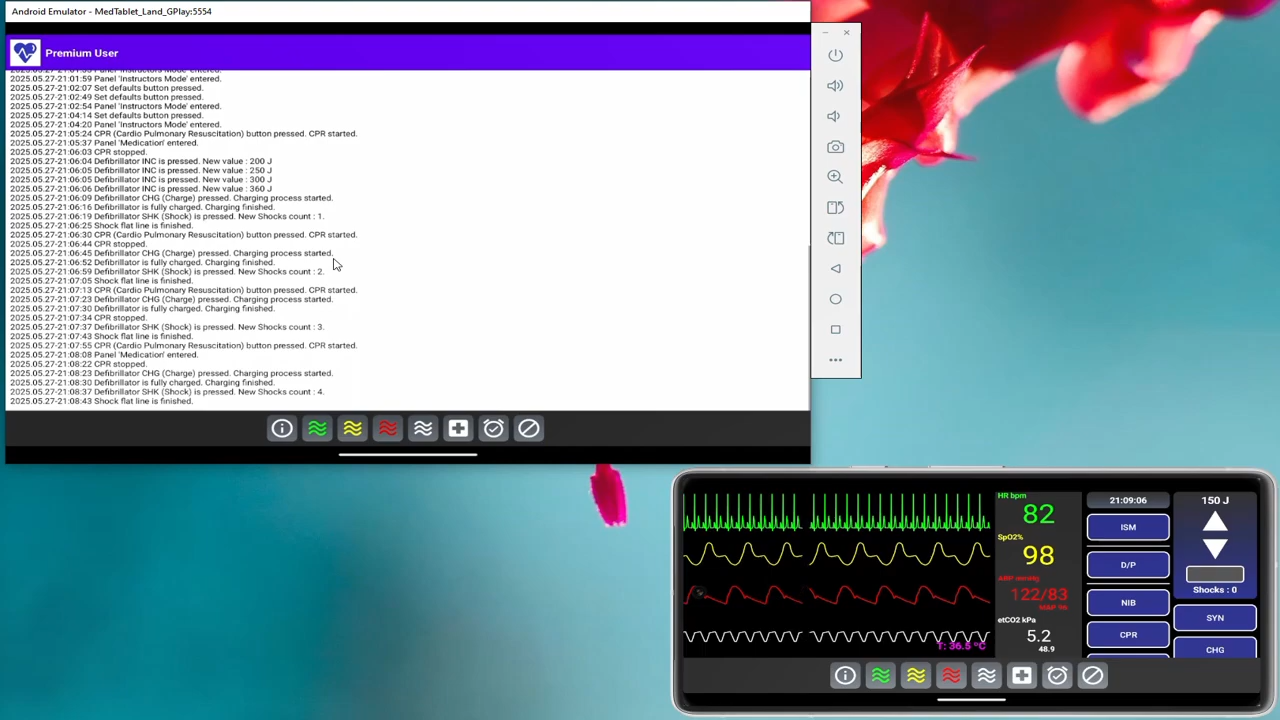 Android Emulator - MedTablet_Land_GPlay:5554
Premium User
2025.05.27-21:01:59 Panel 'Instructors Mode' entered.
2025.05.27-21:02:07 Set defaults button pressed.
2025.05.27-21:02:49 Set defaults button pressed.
2025.05.27-21:02:54 Panel 'Instructors Mode' entered.
2025.05.27-21:04:14 Set defaults button pressed.
2025.05.27-21:04:20 Panel 'Instructors Mode' entered.
2025.05.27-21:05:24 CPR (Cardio Pulmonary Resuscitation) button pressed. CPR started.
2025.05.27-21:05:37 Panel 'Medication' entered.
2025.05.27-21:06:03 CPR stopped.
2025.05.27-21:06:04 Defibrillator INC is pressed. New value : 200 J
2025.05.27-21:06:05 Defibrillator INC is pressed. New value : 250 J
2025.05.27-21:06:05 Defibrillator INC is pressed. New value : 300 J
2025.05.27-21:06:06 Defibrillator INC is pressed. New value : 360 J
2025.05.27-21:06:09 Defibrillator CHG (Charge) pressed. Charging process started.
2025.05.27-21:06:16 Defibrillator is fully charged. Charging finished.
2025.05.27-21:06:19 Defibrillator SHK (Shock) is pressed. New Shocks count : 1.
2025.05.27-21:06:25 Shock flat line is finished.
2025.05.27-21:06:30 CPR (Cardio Pulmonary Resuscitation) button pressed. CPR started.
2025.05.27-21:06:44 CPR stopped.
2025.05.27-21:06:45 Defibrillator CHG (Charge) pressed. Charging process started.
2025.05.27-21:06:52 Defibrillator is fully charged. Charging finished.
2025.05.27-21:06:59 Defibrillator SHK (Shock) is pressed. New Shocks count : 2.
2025.05.27-21:07:05 Shock flat line is finished.
2025.05.27-21:07:13 CPR (Cardio Pulmonary Resuscitation) button pressed. CPR started.
2025.05.27-21:07:23 Defibrillator CHG (Charge) pressed. Charging process started.
2025.05.27-21:07:30 Defibrillator is fully charged. Charging finished.
2025.05.27-21:07:34 CPR stopped.
2025.05.27-21:07:37 Defibrillator SHK (Shock) is pressed. New Shocks count : 3.
2025.05.27-21:07:43 Shock flat line is finished.
2025.05.27-21:07:55 CPR (Cardio Pulmonary Resuscitation) button pressed. CPR started.
2025.05.27-21:08:08 Panel 'Medication' entered.
2025.05.27-21:08:22 CPR stopped.
2025.05.27-21:08:23 Defibrillator CHG (Charge) pressed. Charging process started.
2025.05.27-21:08:30 Defibrillator is fully charged. Charging finished.
2025.05.27-21:08:37 Defibrillator SHK (Shock) is pressed. New Shocks count : 4.
2025.05.27-21:08:43 Shock flat line is finished.
HR bpm
82
SpO2%
98
ABP mmHg
122/83
MAP 96
etCO2 kPa
5.2
48.9
T: 36.5 °C
21:09:06
ISM
D/P
NIB
CPR
150 J
Shocks : 0
SYN
CHG